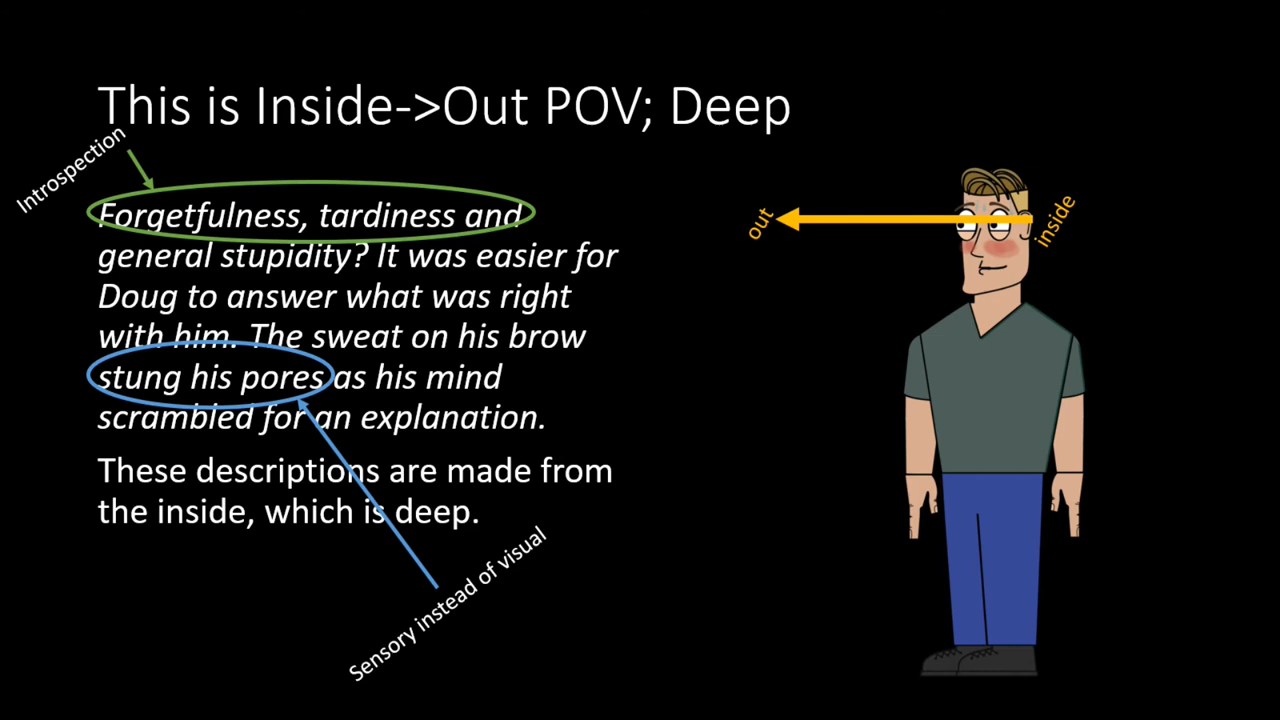 This is Inside->Out POV; Deep
Introspection
Forgetfulness, tardiness and
general stupidity? It was easier for
Doug to answer what was right
with him. The sweat on his brow
stung his pores as his mind
scrambled for an explanation.
These descriptions are made from
the inside, which is deep.
Sensory instead of visual
out
inside